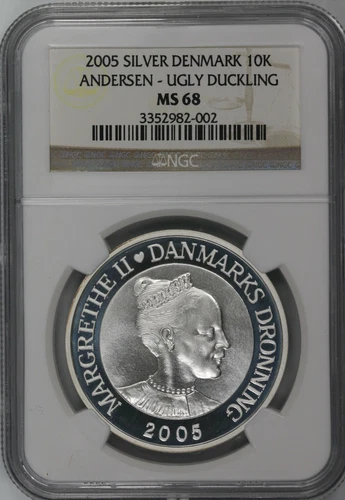 2005 SILVER DENMARK 10K
ANDERSEN - UGLY DUCKLING
MS 68
3352982-002
NGC
MARGRETHE II ♥ DANMARKS DRONNING
2005